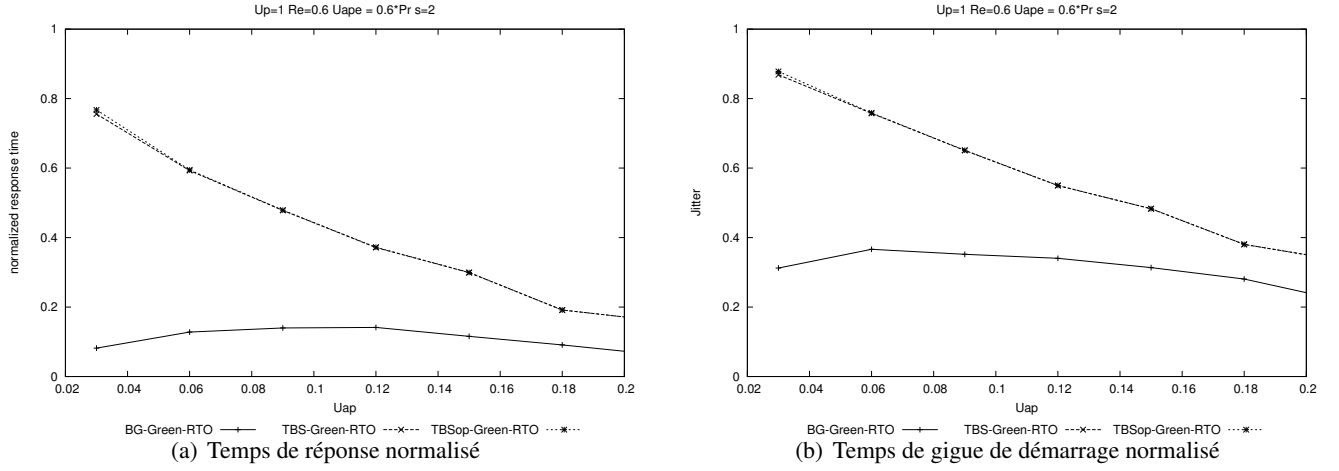 Up=1 Re=0.6 Uape = 0.6*Pr s=2
1
0.8
0.6
0.4
0.2
0
normalized response time
0.02 0.04 0.06 0.08 0.1 0.12 0.14 0.16 0.18 0.2
Uap
BG-Green-RTO TBS-Green-RTO TBSop-Green-RTO
(a) Temps de réponse normalisé
Up=1 Re=0.6 Uape = 0.6*Pr s=2
1
0.8
0.6
0.4
0.2
0
Jitter
0.02 0.04 0.06 0.08 0.1 0.12 0.14 0.16 0.18 0.2
Uap
BG-Green-RTO TBS-Green-RTO TBSop-Green-RTO
(b) Temps de gigue de démarrage normalisé